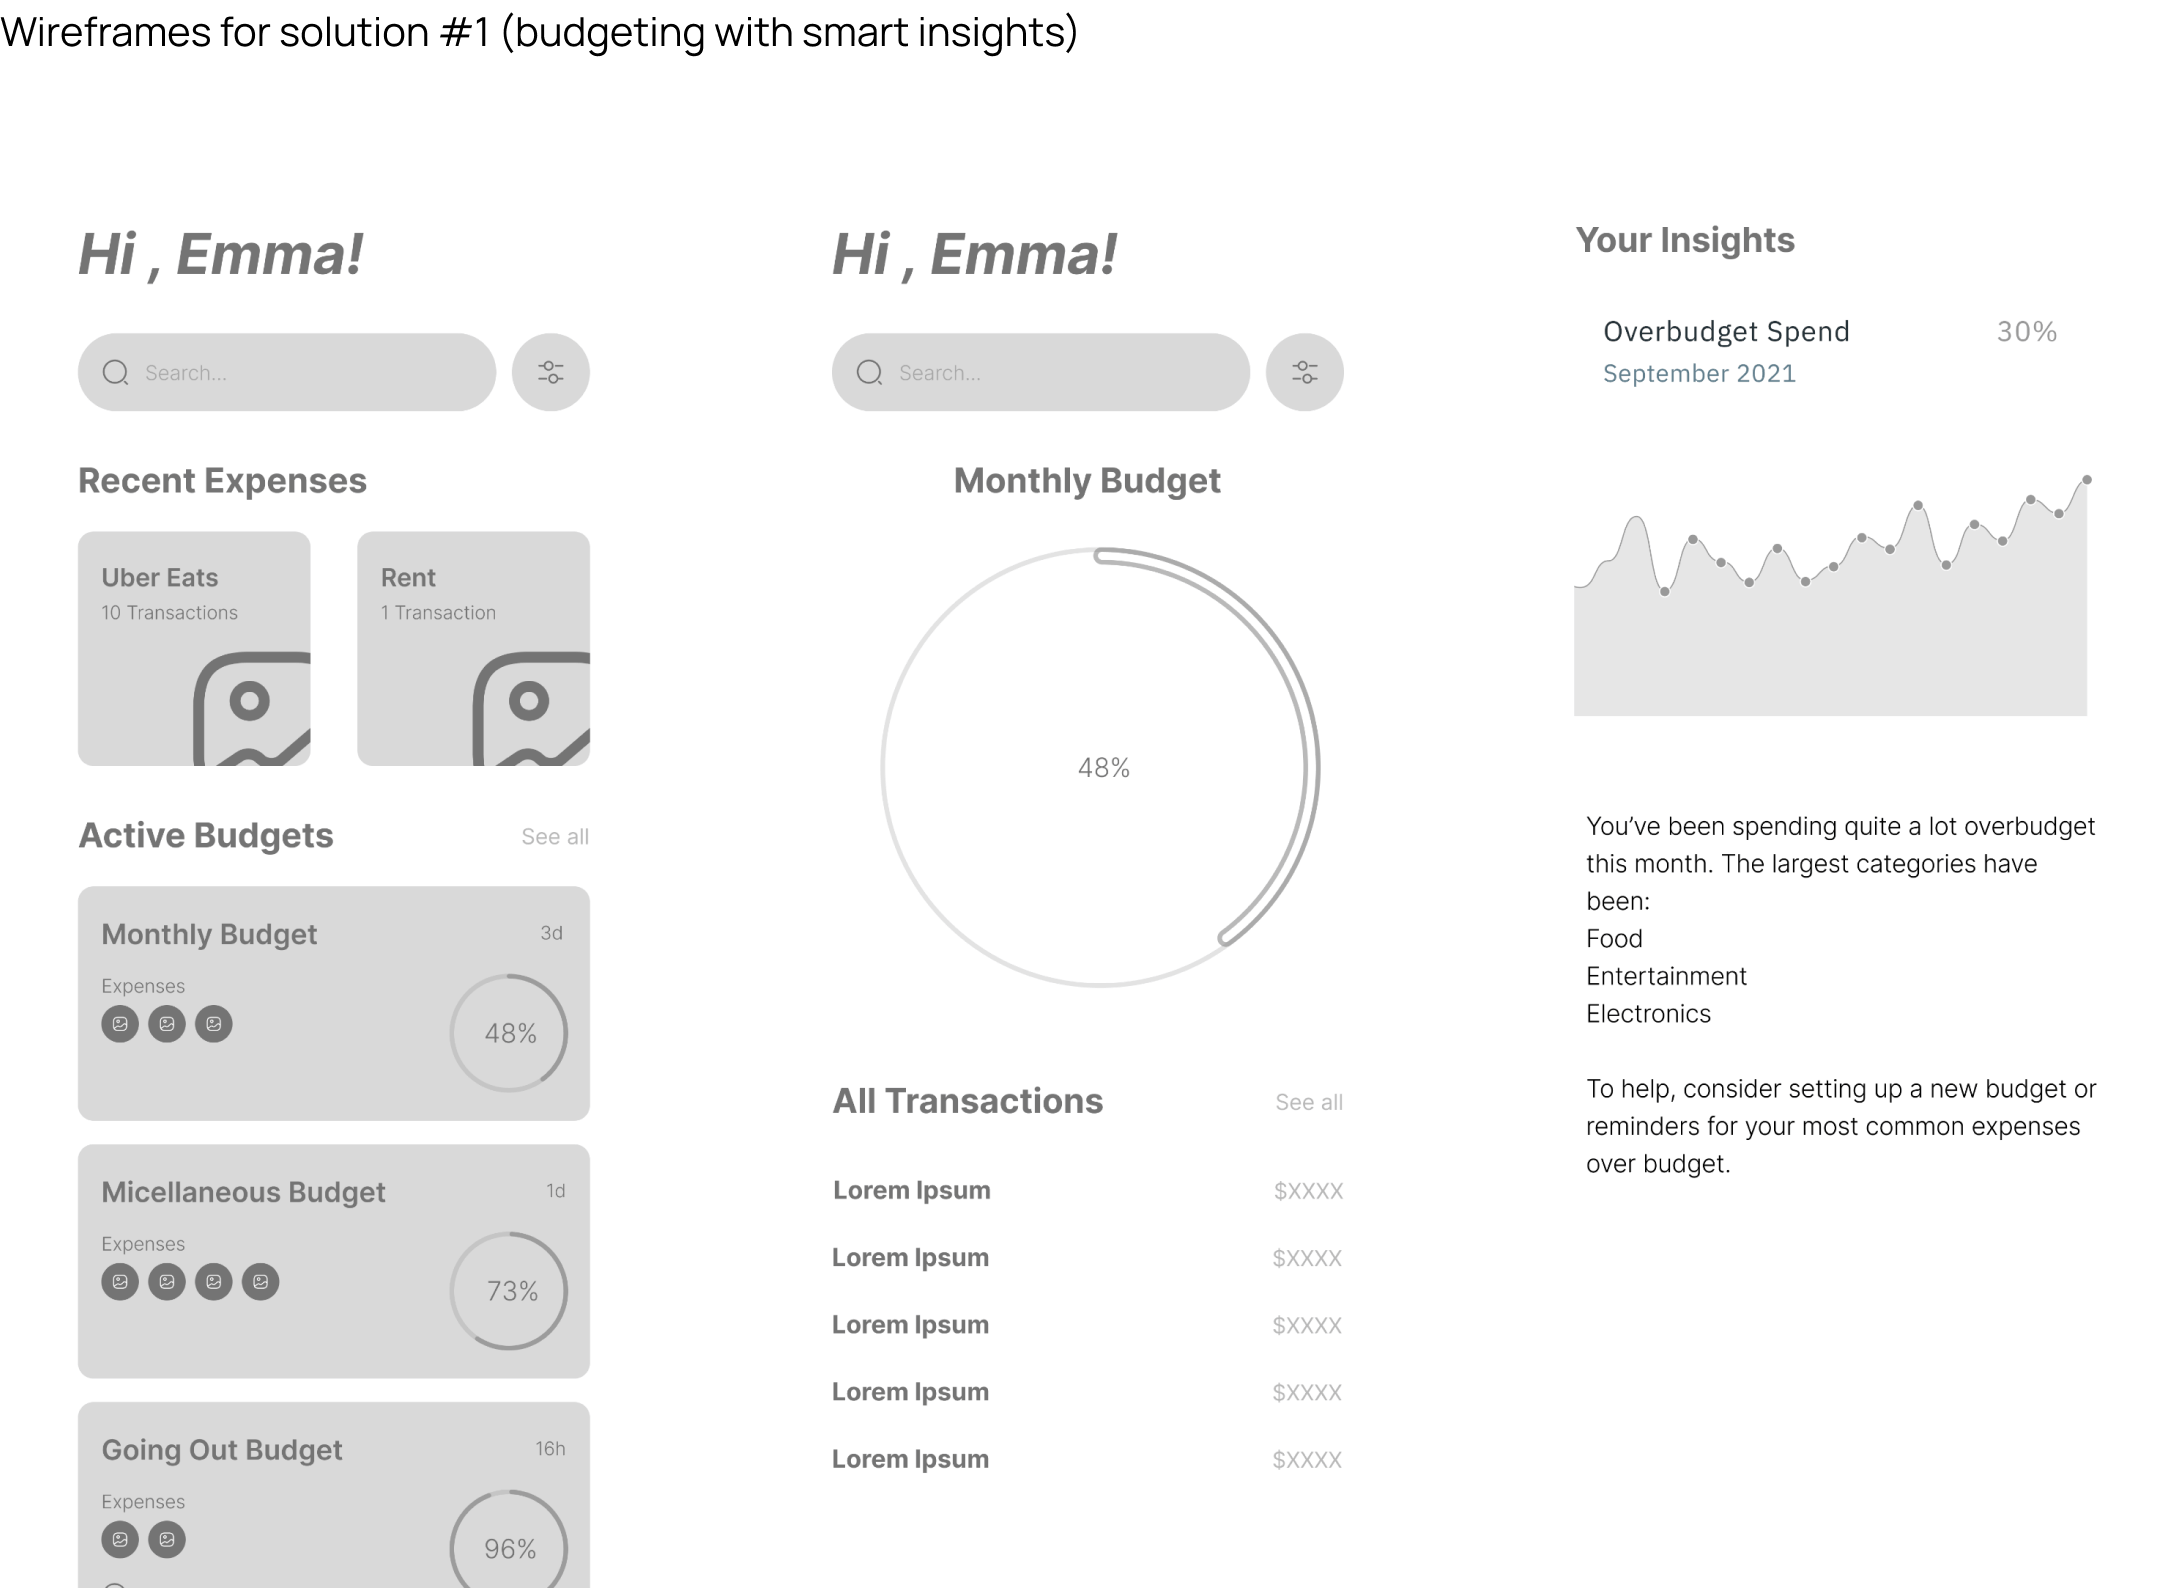 Wireframes for solution #1 (budgeting with smart insights)
Hi , Emma!
Search...
Recent Expenses
Uber Eats
10 Transactions
Rent
1 Transaction
Active Budgets
See all
Monthly Budget
3d
Expenses
48%
Micellaneous Budget
1d
Expenses
73%
Going Out Budget
16h
Expenses
96%
Hi , Emma!
Search...
Monthly Budget
48%
All Transactions
See all
Lorem Ipsum
$XXXX
Lorem Ipsum
$XXXX
Lorem Ipsum
$XXXX
Lorem Ipsum
$XXXX
Lorem Ipsum
$XXXX
Your Insights
Overbudget Spend
30%
September 2021
You’ve been spending quite a lot overbudget
this month. The largest categories have
been:
Food
Entertainment
Electronics
To help, consider setting up a new budget or
reminders for your most common expenses
over budget.